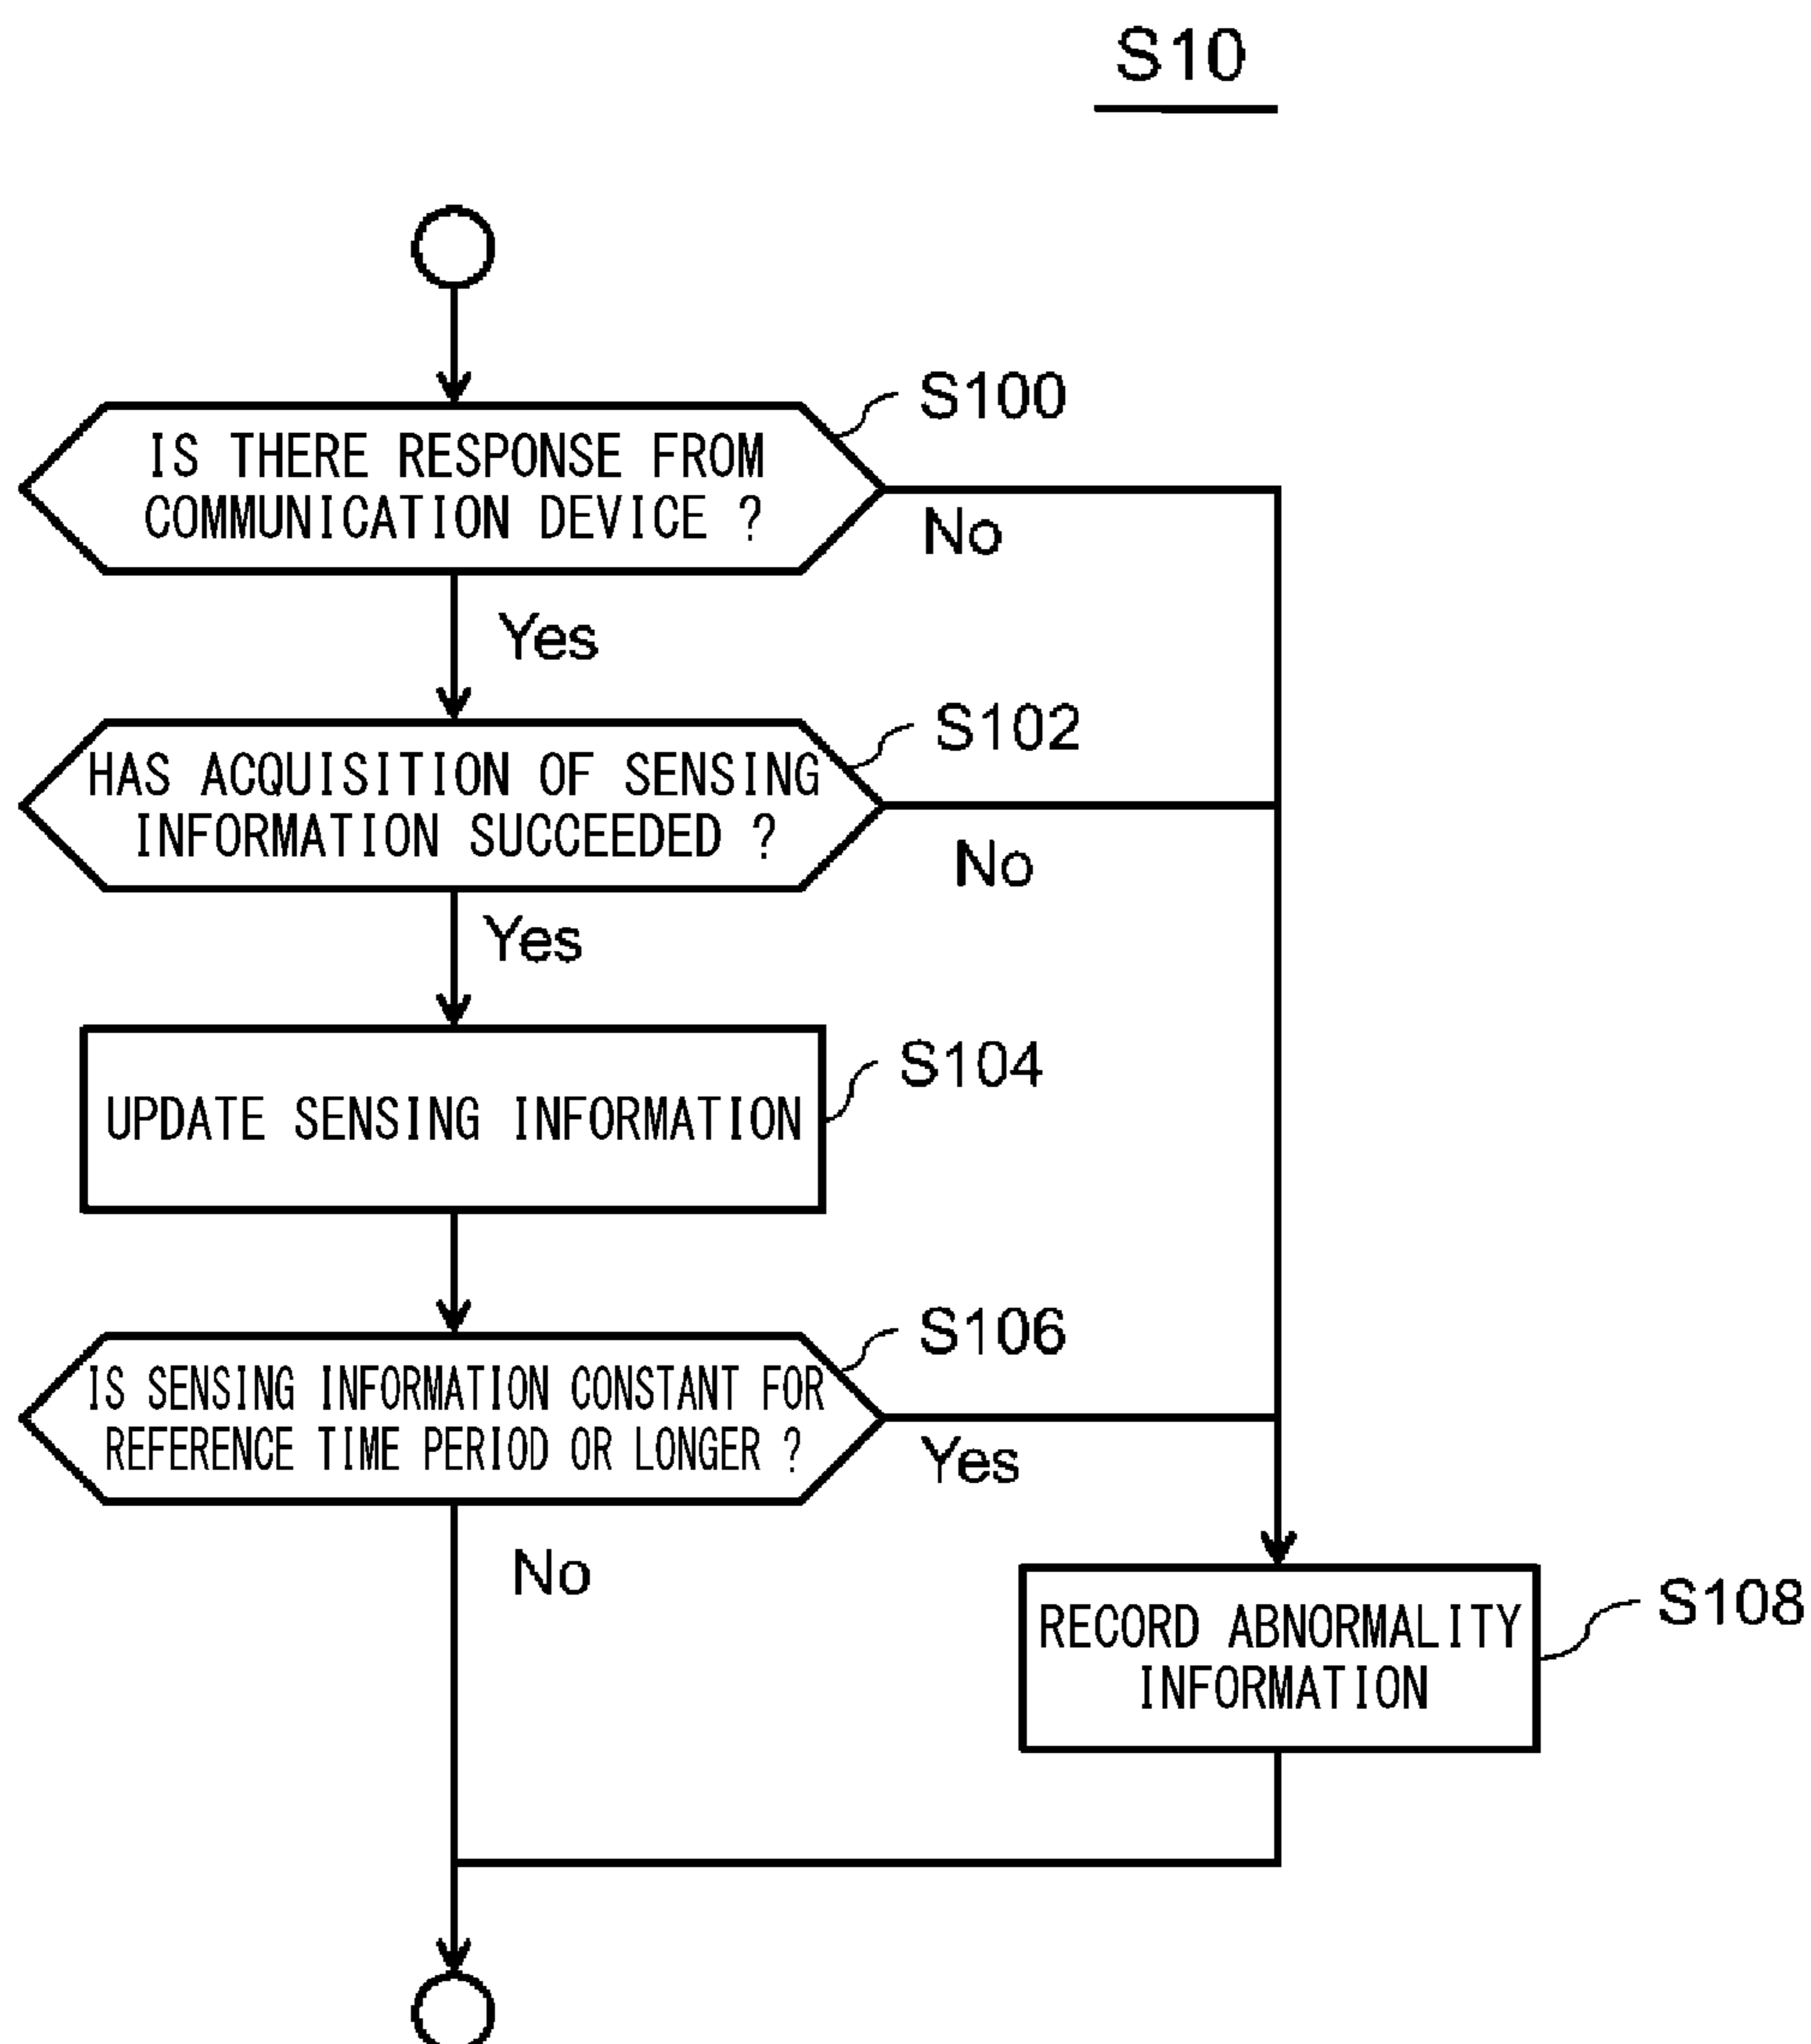 S10
S100
IS THERE RESPONSE FROM
COMMUNICATION DEVICE ?
No
Yes
S102
HAS ACQUISITION OF SENSING
INFORMATION SUCCEEDED ?
No
Yes
S104
UPDATE SENSING INFORMATION
S106
IS SENSING INFORMATION CONSTANT FOR
REFERENCE TIME PERIOD OR LONGER ?
Yes
No
S108
RECORD ABNORMALITY
INFORMATION